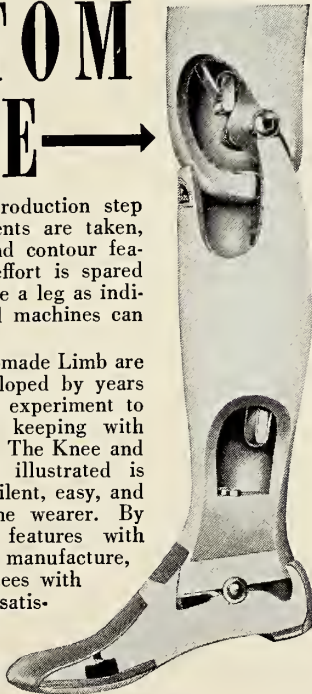 TOM
E
roduction step
ents are taken,
nd contour fea-
effort is spared
e a leg as indi-
l machines can
made Limb are
loped by years
experiment to
keeping with
The Knee and
illustrated is
ilent, easy, and
ne wearer. By
features with
manufacture,
ees with
satis-